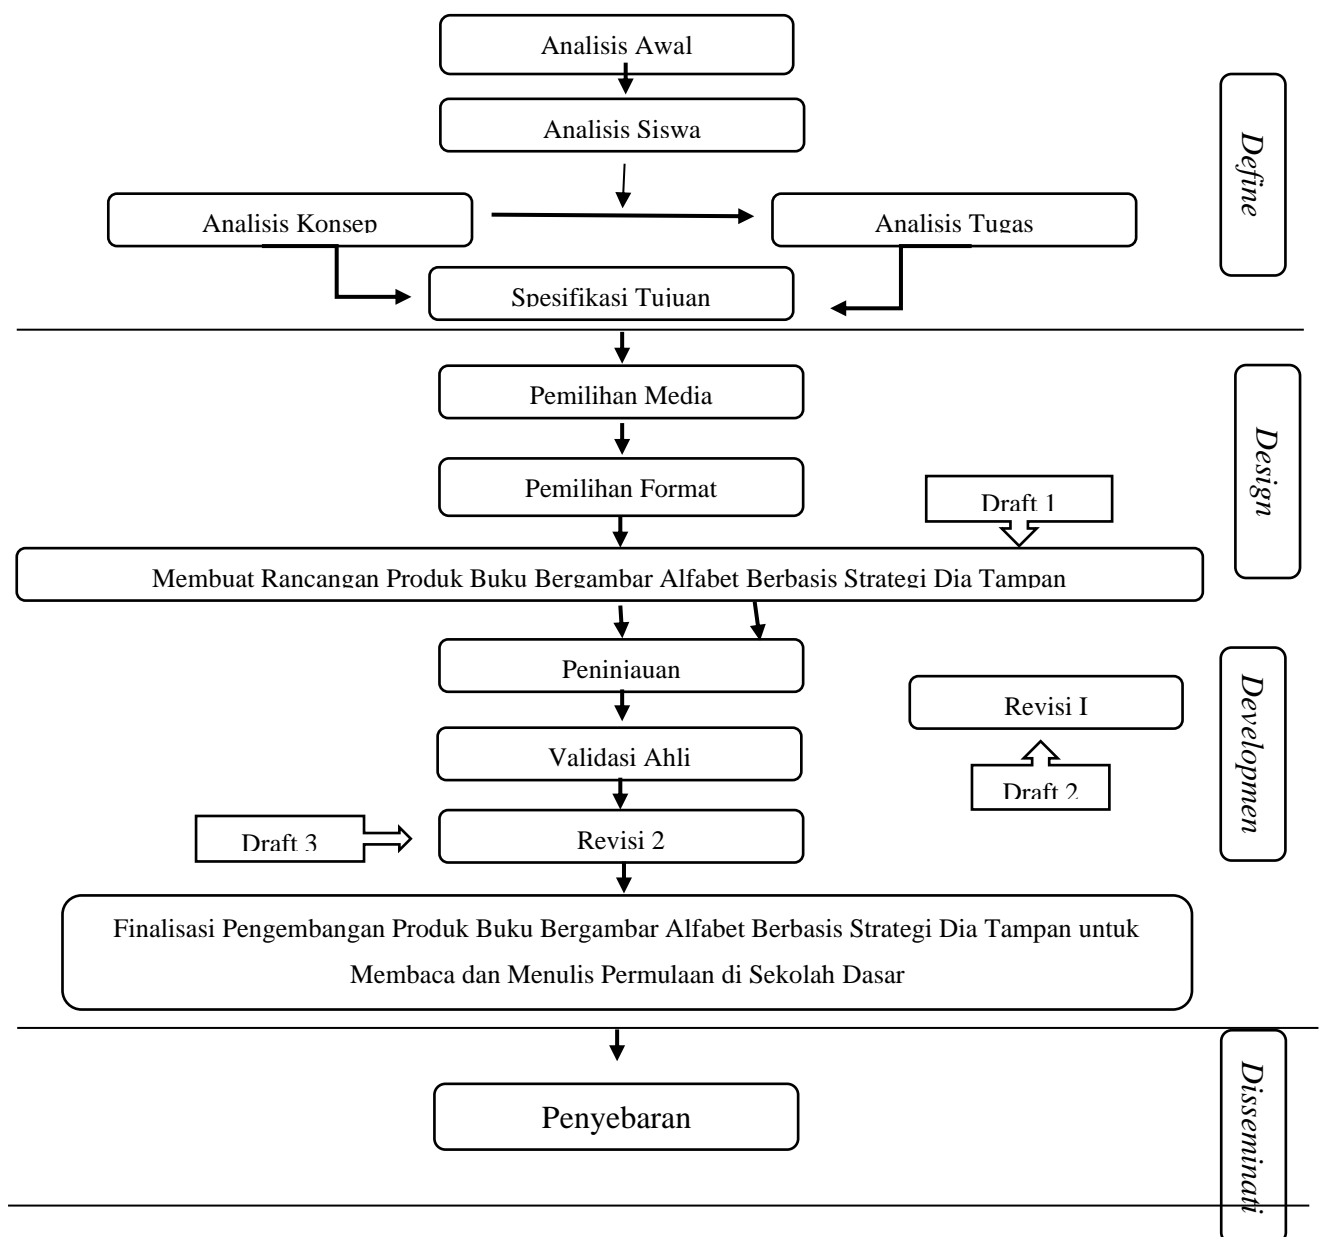 Analisis Awal
Analisis Siswa
Define
Analisis Konsep
Analisis Tugas
Spesifikasi Tujuan
Pemilihan Media
Design
Pemilihan Format
Draft 1
Membuat Rancangan Produk Buku Bergambar Alfabet Berbasis Strategi Dia Tampan
Peninjauan
Revisi I
Developmen
Validasi Ahli
Draft 2
Draft 3
Revisi 2
Finalisasi Pengembangan Produk Buku Bergambar Alfabet Berbasis Strategi Dia Tampan untuk
Membaca dan Menulis Permulaan di Sekolah Dasar
Penyebaran
Disseminati